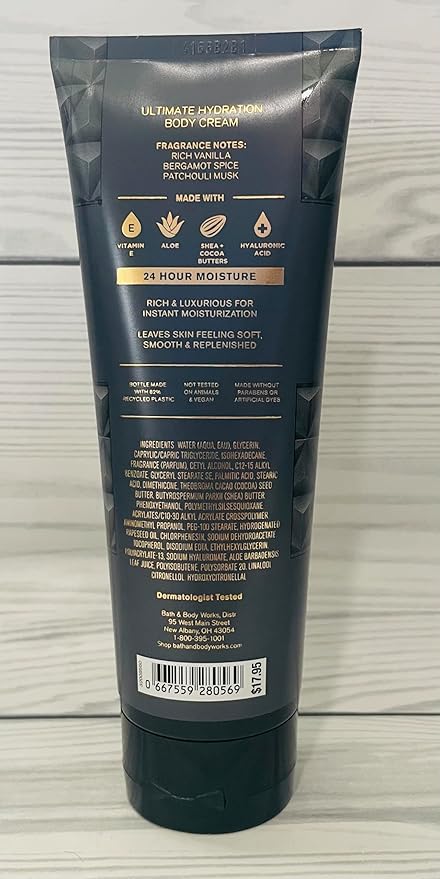 4166B2B1
ULTIMATE HYDRATION
BODY CREAM
FRAGRANCE NOTES:
RICH VANILLA
BERGAMOT SPICE
PATCHOULI MUSK
MADE WITH
E
VITAMIN
E
ALOE
SHEA +
COCOA
BUTTERS
HYALURONIC
ACID
24 HOUR MOISTURE
RICH & LUXURIOUS FOR
INSTANT MOISTURIZATION
LEAVES SKIN FEELING SOFT,
SMOOTH & REPLENISHED
BOTTLE MADE
WITH 62%
RECYCLED PLASTIC
NOT TESTED
ON ANIMALS
& VEGAN
MADE WITHOUT
PARABENS OR
ARTIFICIAL DYES
INGREDIENTS: WATER (AQUA, EAU), GLYCERIN,
CAPRYLIC/CAPRIC TRIGLYCERIDE, ISOHEXADECANE,
FRAGRANCE (PARFUM), CETYL ALCOHOL, C12-15 ALKYL
BENZOATE, GLYCERYL STEARATE SE, PALMITIC ACID, STEARIC
ACID, DIMETHICONE, THEOBROMA CACAO (COCOA) SEED
BUTTER, BUTYROSPERMUM PARKII (SHEA) BUTTER
PHENOXYETHANOL, POLYMETHYLSILSESQUIOXANE
ACRYLATES/C10-30 ALKYL ACRYLATE CROSSPOLYMER
AMINOMETHYL PROPANOL, PEG-100 STEARATE, HYDROGENATED
RAPESEED OIL, CHLORPHENESIN, SODIUM DEHYDROACETATE
TOCOPHEROL, DISODIUM EDTA, ETHYLHEXYLGLYCERIN,
POLYACRYLATE-13, SODIUM HYALURONATE, ALOE BARBADENSIS
LEAF JUICE, POLYISOBUTENE, POLYSORBATE 20, LINALOOL
CITRONELLOL HYDROXYCITRONELLAL
Dermatologist Tested
Bath & Body Works, Distr
95 West Main Street
New Albany, OH 43054
1-800-395-1001
Shop bathandbodyworks.com
0 667559 280569
$17.95